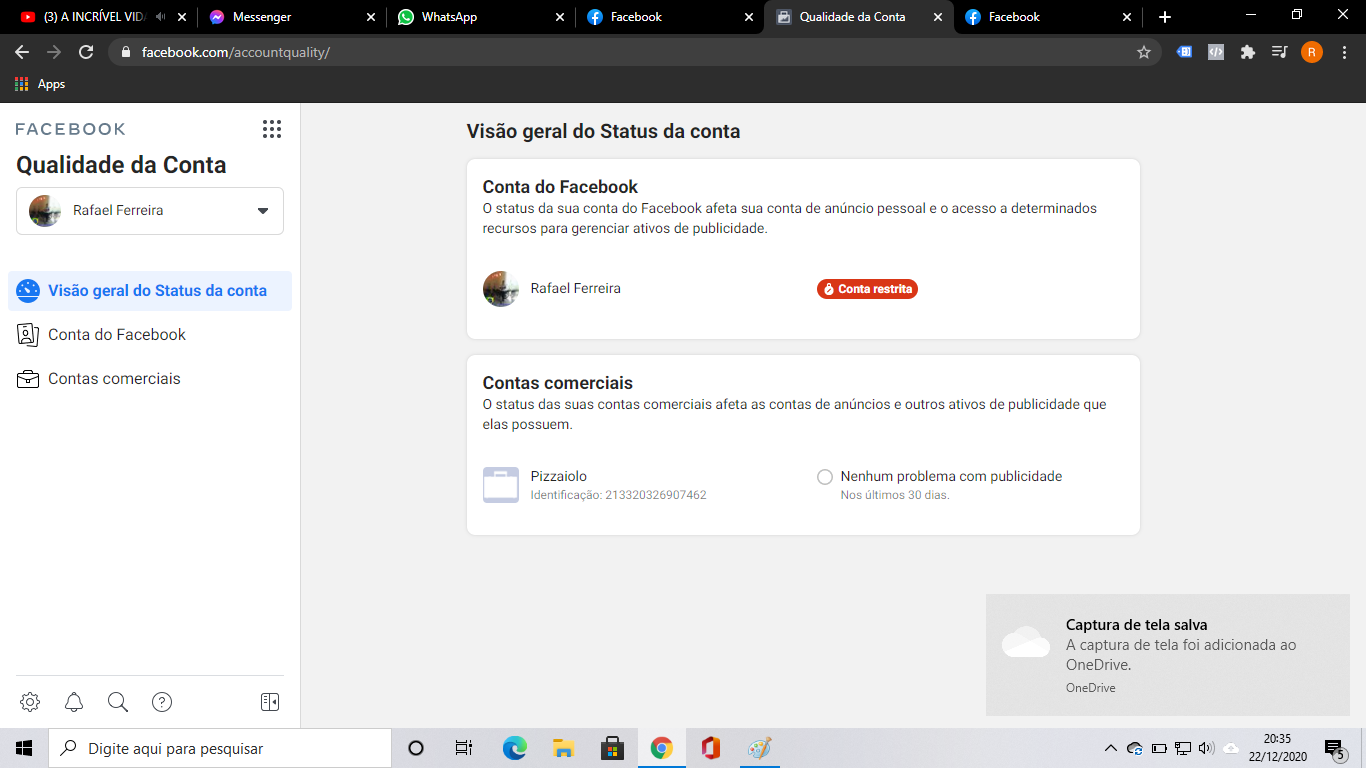 (3) A INCRÍVEL VID
Messenger
WhatsApp
Facebook
Qualidade da Conta
Facebook
facebook.com/accountquality/
R
Apps
FACEBOOK
Qualidade da Conta
Rafael Ferreira
Visão geral do Status da conta
Conta do Facebook
Contas comerciais
Visão geral do Status da conta
Conta do Facebook
O status da sua conta do Facebook afeta sua conta de anúncio pessoal e o acesso a determinados
recursos para gerenciar ativos de publicidade.
Rafael Ferreira
Conta restrita
Contas comerciais
O status das suas contas comerciais afeta as contas de anúncios e outros ativos de publicidade que
elas possuem.
Pizzaiolo
Identificação: 213320326907462
Nenhum problema com publicidade
Nos últimos 30 dias.
Captura de tela salva
A captura de tela foi adicionada ao
OneDrive.
OneDrive
Digite aqui para pesquisar
20:35
22/12/2020
5